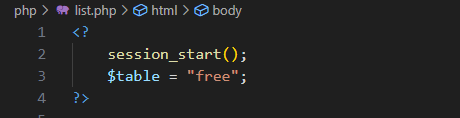 php > list.php > html > body
1 <?
2 session_start();
3 $table = "free";
4 ?>